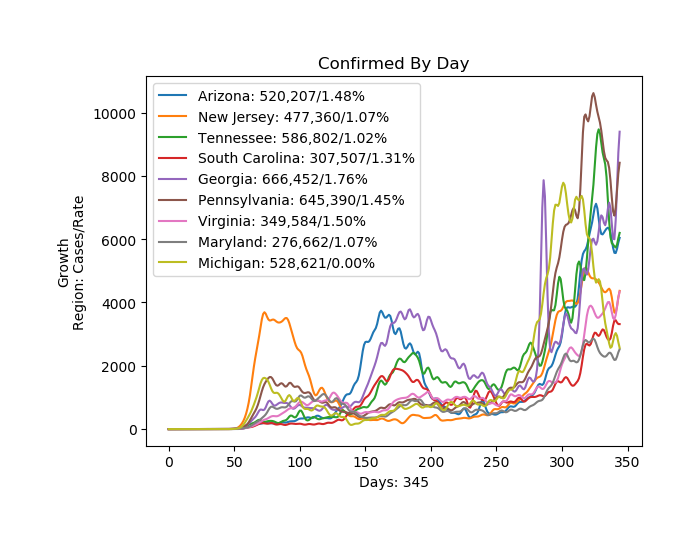 Confirmed By Day
Growth
Region: Cases/Rate
10000
8000
6000
4000
2000
0
Arizona: 520,207/1.48%
New Jersey: 477,360/1.07%
Tennessee: 586,802/1.02%
South Carolina: 307,507/1.31%
Georgia: 666,452/1.76%
Pennsylvania: 645,390/1.45%
Virginia: 349,584/1.50%
Maryland: 276,662/1.07%
Michigan: 528,621/0.00%
0 50 100 150 200 250 300 350
Days: 345